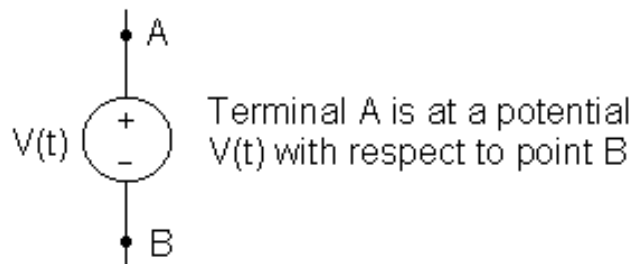 A
V(t)
+
−
Terminal A is at a potential
V(t) with respect to point B
B